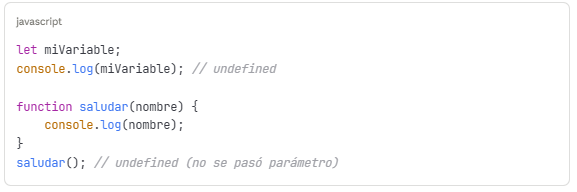 javascript
let miVariable;
console.log(miVariable); // undefined
function saludar(nombre) {
    console.log(nombre);
}
saludar(); // undefined (no se pasó parámetro)